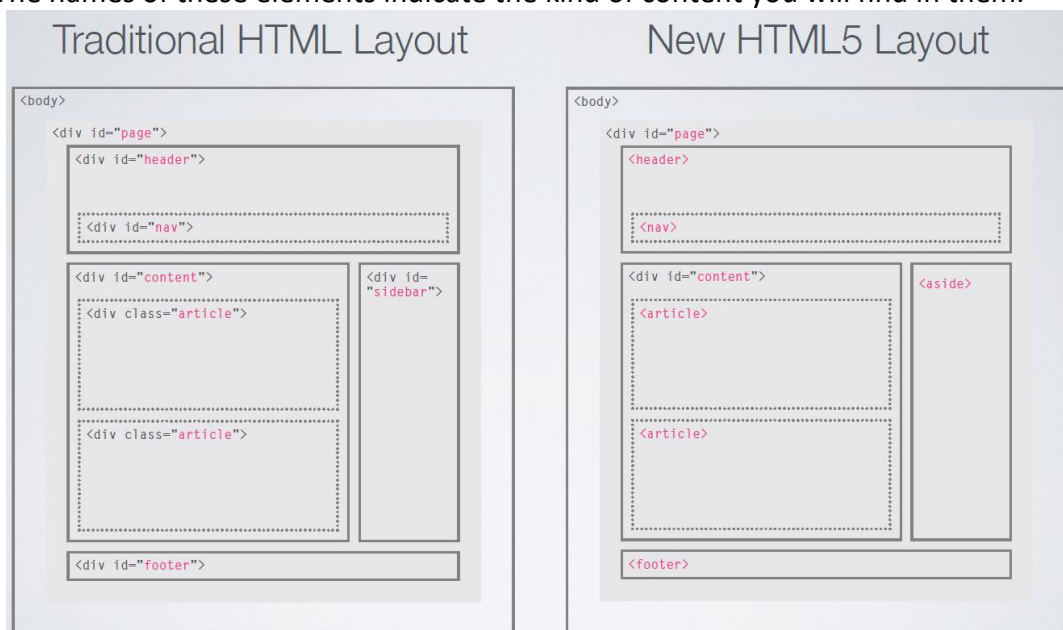 The names of these elements indicate the kind of content you will find in them.
Traditional HTML Layout
<body>
<div id="page">
<div id="header">
<div id="nav">
<div id="content">
<div class="article">
<div class="article">
<div id=
"sidebar">
<div id="footer">
New HTML5 Layout
<body>
<div id="page">
<header>
<nav>
<div id="content">
<article>
<article>
<aside>
<footer>